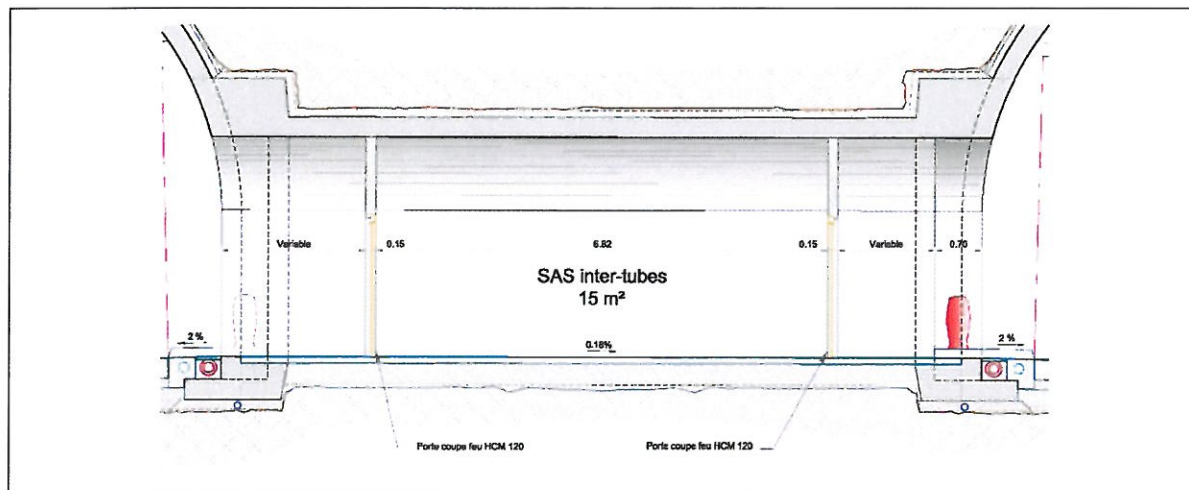 Variable 0.15 6.82 0.15 Variable 0.70
SAS inter-tubes
15 m²
2 % 0.16% 2 %
Porte coupe feu HCM 120 Porte coupe feu HCM 120